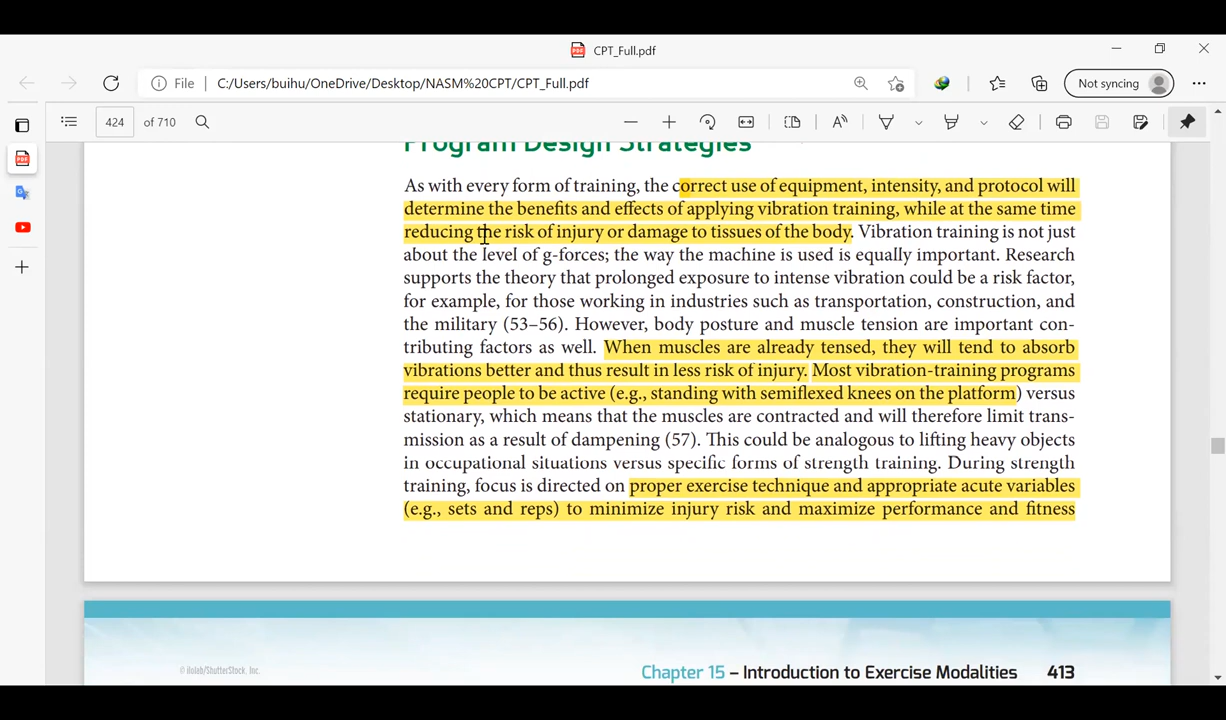 CPT_Full.pdf
File | C:/Users/buihu/OneDrive/Desktop/NASM%20CPT/CPT_Full.pdf
Not syncing
424 of 710
Program Design Strategies
As with every form of training, the correct use of equipment, intensity, and protocol will
determine the benefits and effects of applying vibration training, while at the same time
reducing the risk of injury or damage to tissues of the body. Vibration training is not just
about the level of g-forces; the way the machine is used is equally important. Research
supports the theory that prolonged exposure to intense vibration could be a risk factor,
for example, for those working in industries such as transportation, construction, and
the military (53–56). However, body posture and muscle tension are important con-
tributing factors as well. When muscles are already tensed, they will tend to absorb
vibrations better and thus result in less risk of injury. Most vibration-training programs
require people to be active (e.g., standing with semiflexed knees on the platform) versus
stationary, which means that the muscles are contracted and will therefore limit trans-
mission as a result of dampening (57). This could be analogous to lifting heavy objects
in occupational situations versus specific forms of strength training. During strength
training, focus is directed on proper exercise technique and appropriate acute variables
(e.g., sets and reps) to minimize injury risk and maximize performance and fitness
© ilolab/ShutterStock, Inc.
Chapter 15 – Introduction to Exercise Modalities 413